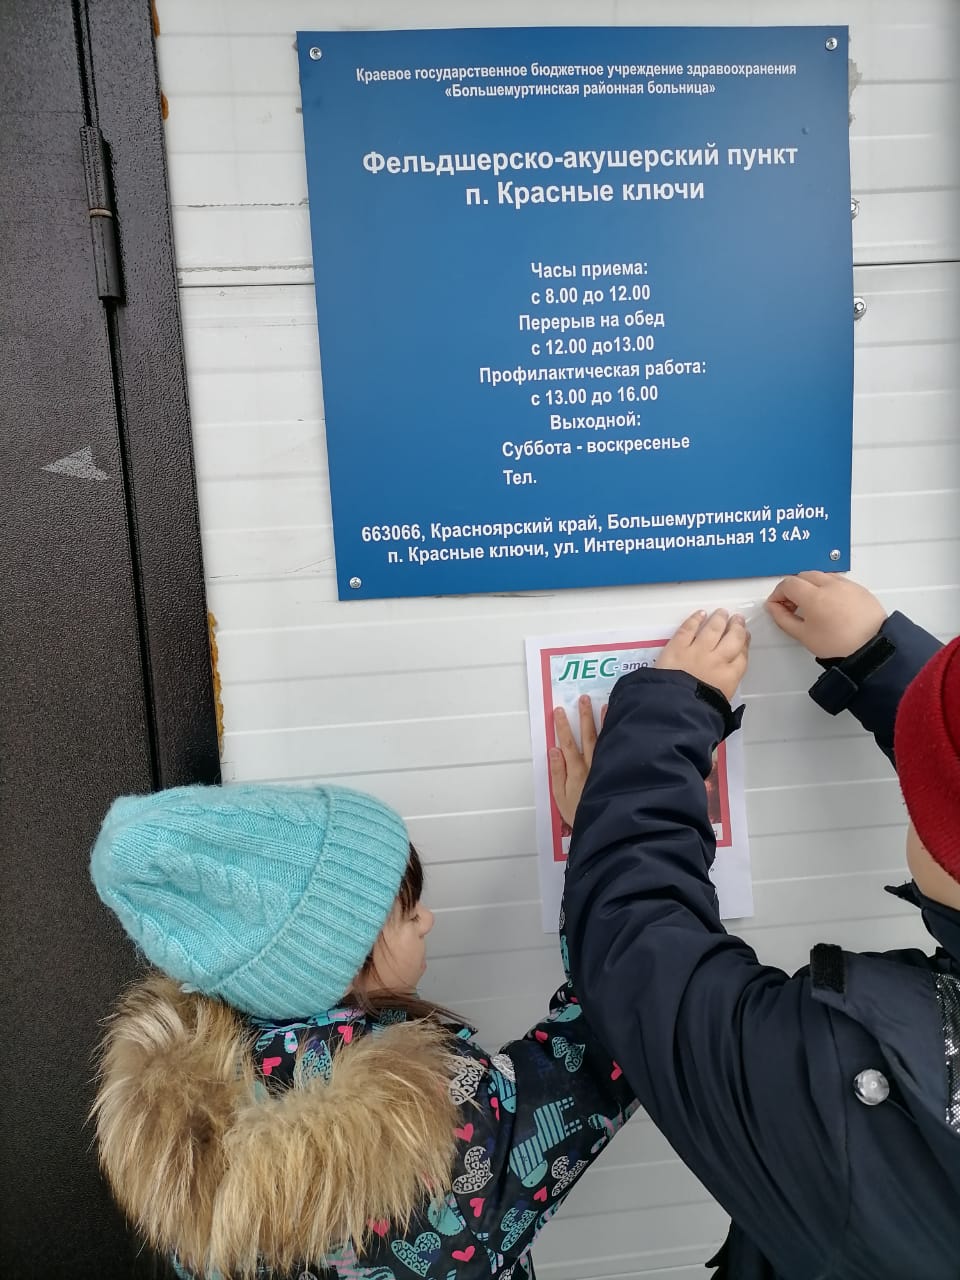 Краевое государственное бюджетное учреждение здравоохранения
«Большемуртинская районная больница»
Фельдшерско-акушерский пункт
п. Красные ключи
Часы приема:
с 8.00 до 12.00
Перерыв на обед
с 12.00 до13.00
Профилактическая работа:
с 13.00 до 16.00
Выходной:
Суббота - воскресенье
Тел.
663066, Красноярский край, Большемуртинский район,
п. Красные ключи, ул. Интернациональная 13 «А»
ЛЕС - это